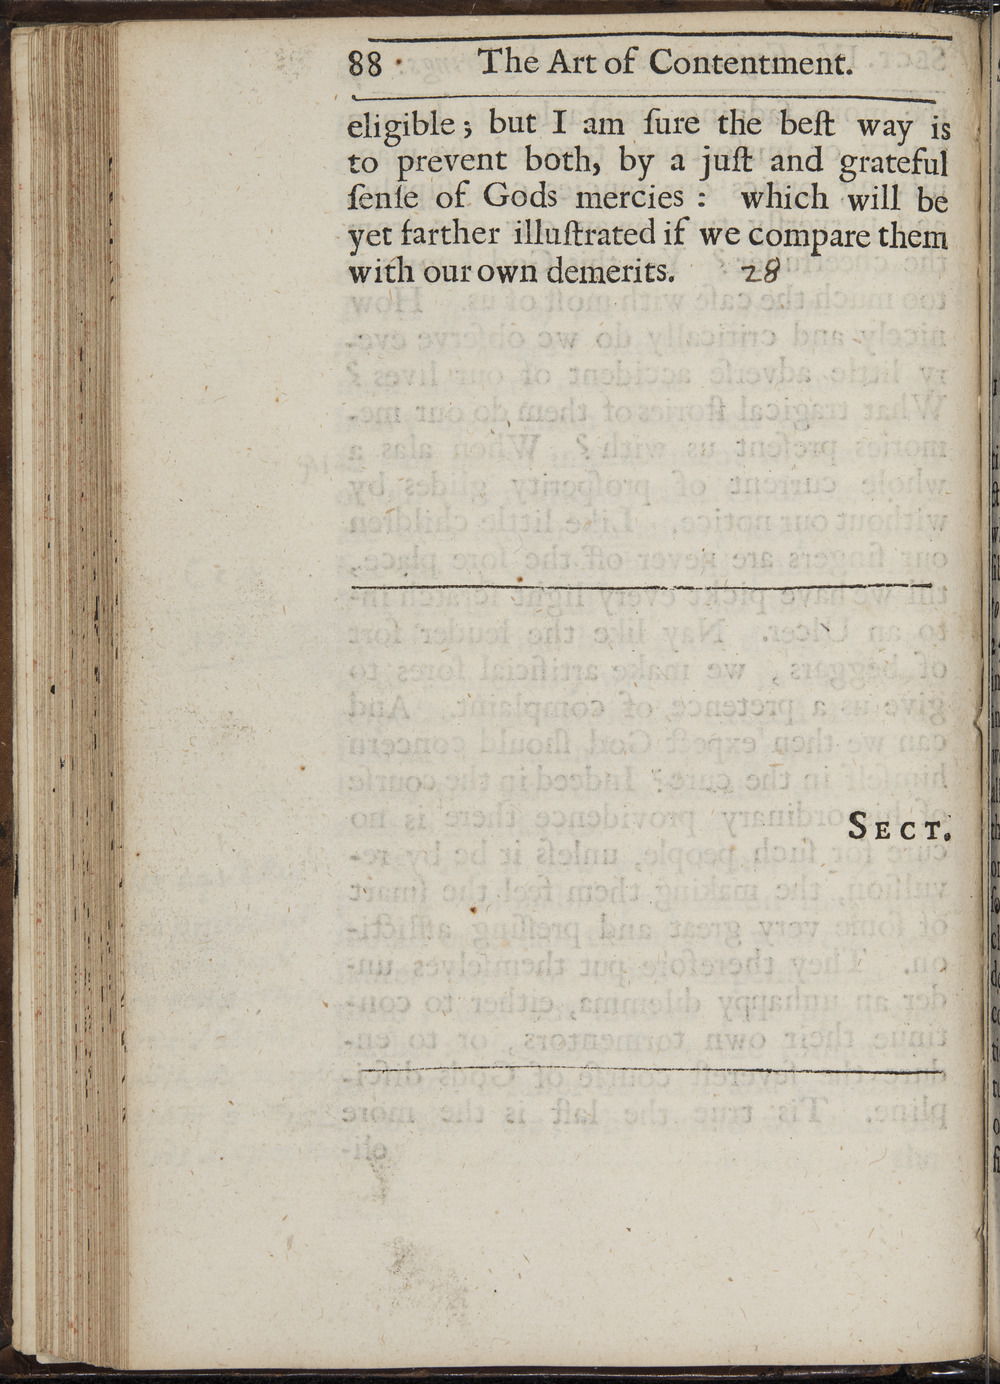 88 The Art of Contentment.
eligible; but I am ſure the beſt way is
to prevent both, by a juſt and grateful
ſenſe of Gods mercies : which will be
yet farther illuſtrated if we compare them
with our own demerits. 28
SECT.